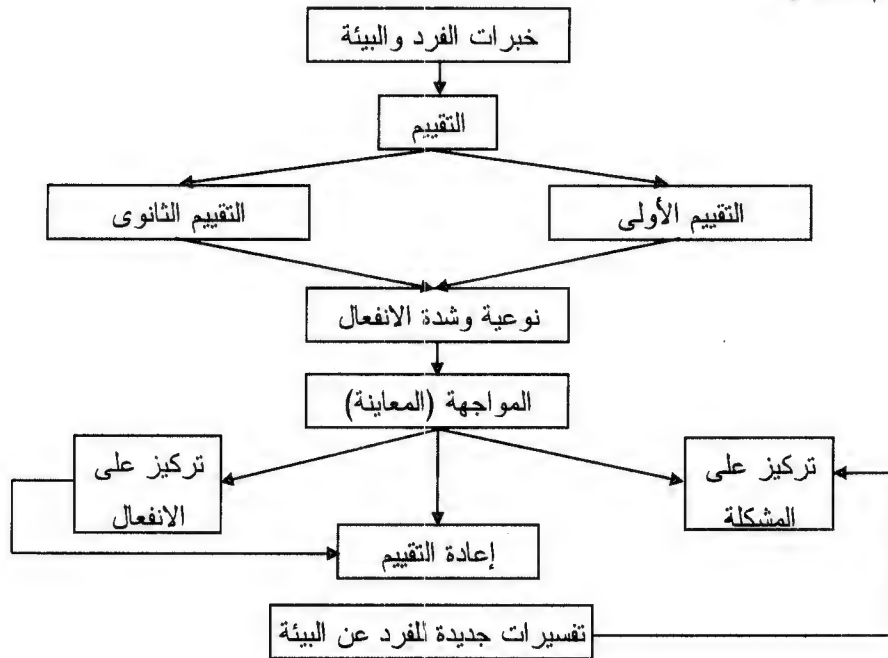 خبرات الفرد والبيئة
التقييم
التقييم الأولى
التقييم الثانوى
نوعية وشدة الانفعال
المواجهة (المعاينة)
تركيز على
المشكلة
تركيز على
الانفعال
إعادة التقييم
تفسيرات جديدة للفرد عن البيئة